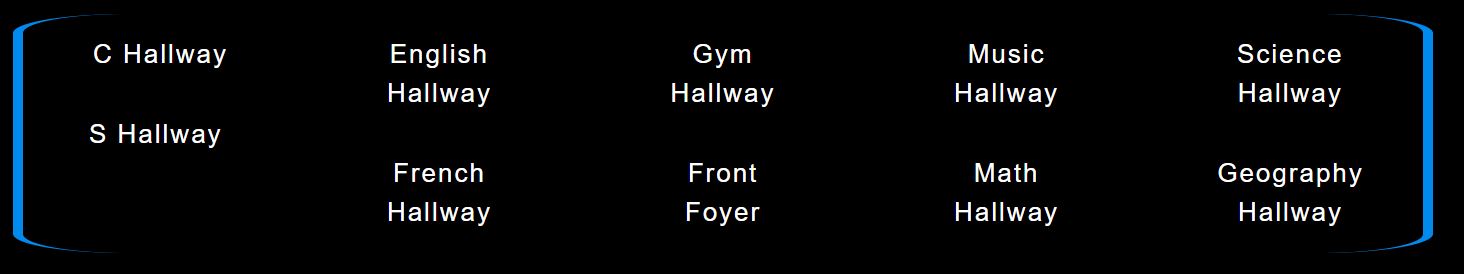 C Hallway
English
Hallway
Gym
Hallway
Music
Hallway
Science
Hallway
S Hallway
French
Hallway
Front
Foyer
Math
Hallway
Geography
Hallway